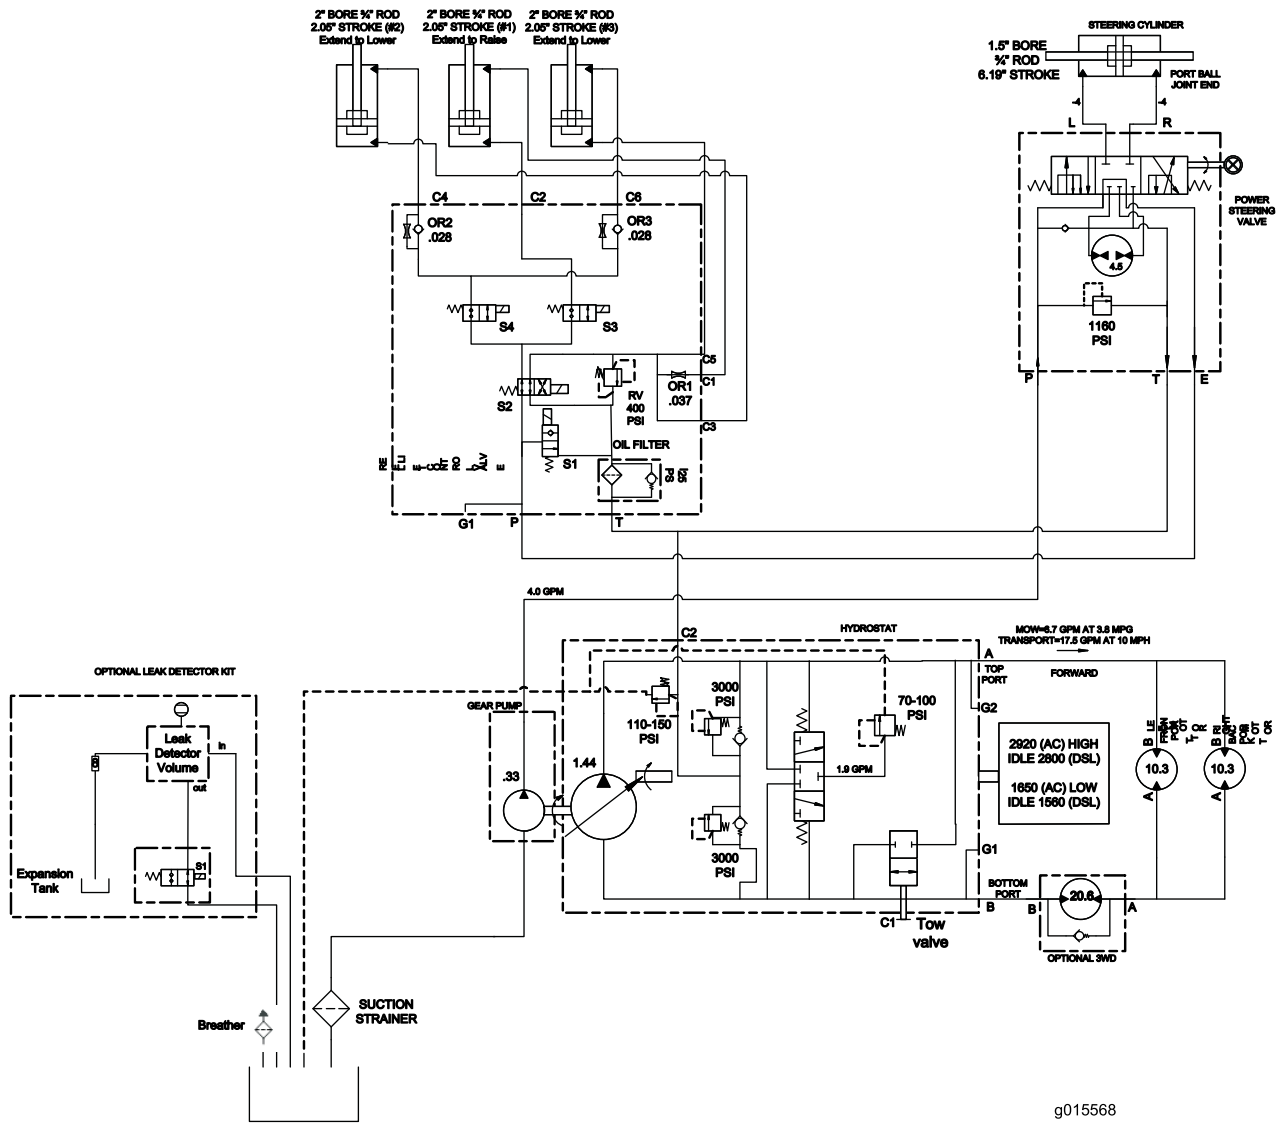 2" BORE ¾" ROD
2.05" STROKE (#2)
Extend to Lower
2" BORE ¾" ROD
2.05" STROKE (#1)
Extend to Raise
2" BORE ¾" ROD
2.05" STROKE (#3)
Extend to Lower
STEERING CYLINDER
1.5" BORE
¾" ROD
6.19" STROKE
PORT BALL
JOINT END
-4
-4
L
R
POWER
STEERING
VALVE
4.5
1160
PSI
P
T
E
C4
C2
C6
OR2
.028
OR3
.028
S4
S3
S2
C5
C1
OR1
.037
RV
400
PSI
C3
S1
OIL FILTER
G1
P
T
4.0 GPM
C2
HYDROSTAT
MOW=6.7 GPM AT 3.8 MPG
TRANSPORT=17.5 GPM AT 10 MPH
FORWARD
A
TOP
PORT
G2
OPTIONAL LEAK DETECTOR KIT
Leak
Detector
Volume
in
out
S1
Expansion
Tank
GEAR PUMP
.33
1.44
110-150
PSI
3000
PSI
3000
PSI
70-100
PSI
1.9 GPM
2920 (AC) HIGH
IDLE 2800 (DSL)
1650 (AC) LOW
IDLE 1560 (DSL)
B
B
10.3
10.3
A
A
G1
BOTTOM
PORT
B
B
20.6
A
OPTIONAL 3WD
C1
Tow
valve
SUCTION
STRAINER
Breather
g015568